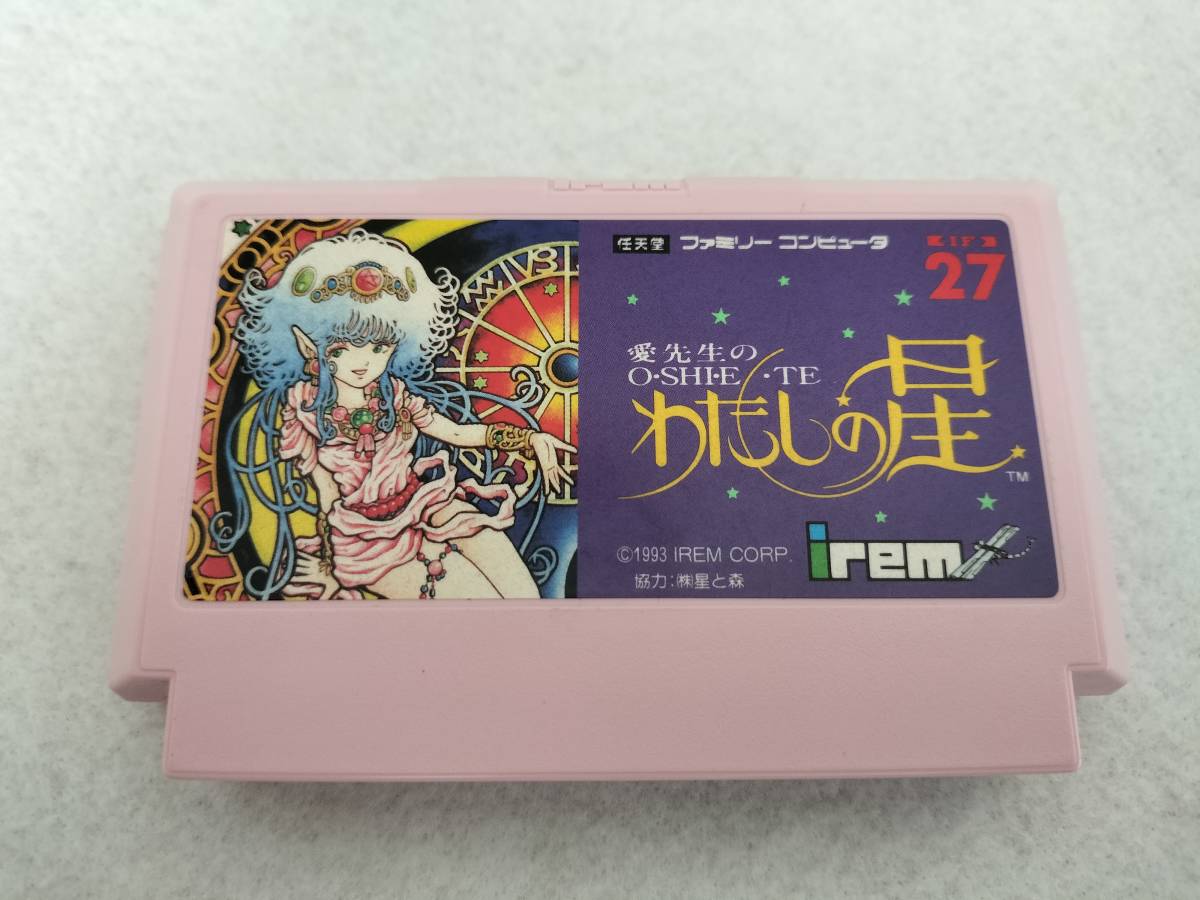 任天堂 ファミリーコンピュータ
IF
27
愛先生の
O・SHI・E・TE
わたしの星
TM
irem
©1993 IREM CORP.
協力:㈱星と森